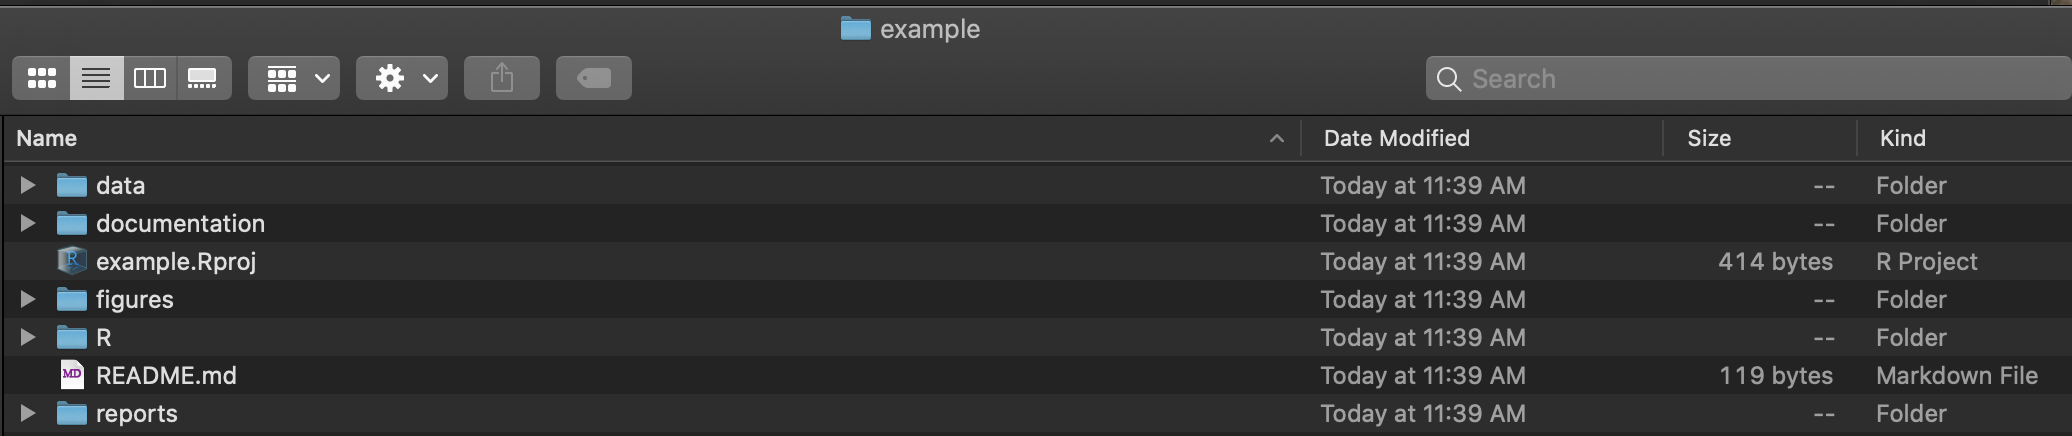 example
Search
Name Date Modified Size Kind
data Today at 11:39 AM -- Folder
documentation Today at 11:39 AM -- Folder
example.Rproj Today at 11:39 AM 414 bytes R Project
figures Today at 11:39 AM -- Folder
R Today at 11:39 AM -- Folder
MD README.md Today at 11:39 AM 119 bytes Markdown File
reports Today at 11:39 AM -- Folder